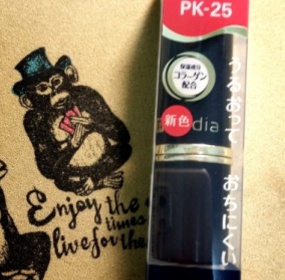 PK-25
保湿成分
コラーゲン
配合
新色
dia
うるおって おちにくい
Enjoy the
times
live for the